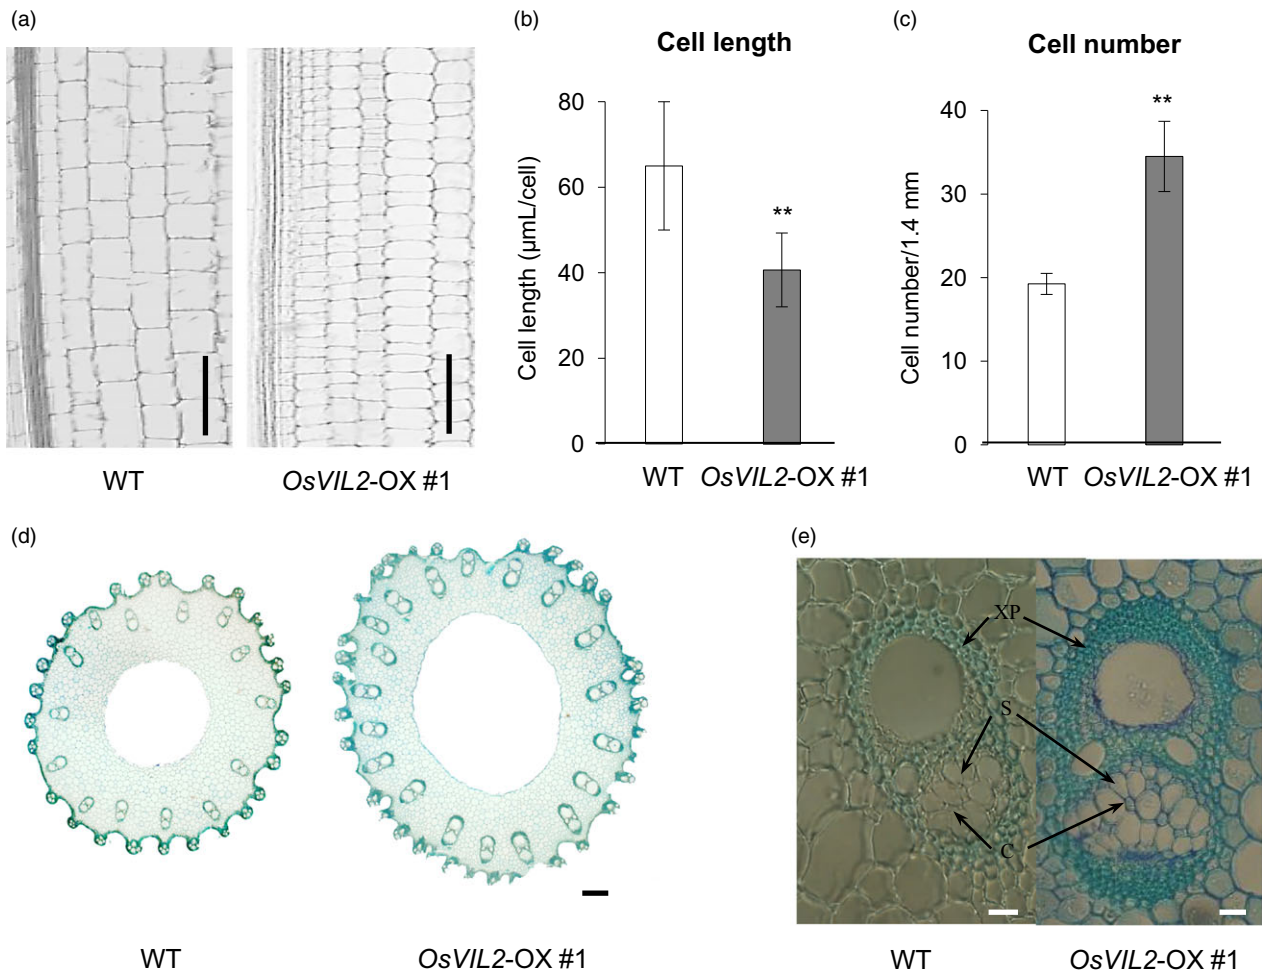 (a)
WT
OsVIL2-OX #1
(b)
Cell length
Cell length (μmL/cell)
80
60
40
20
0
**
WT
OsVIL2-OX #1
(c)
Cell number
Cell number/1.4 mm
40
30
20
10
0
**
WT
OsVIL2-OX #1
(d)
WT
OsVIL2-OX #1
(e)
XP
S
C
WT
OsVIL2-OX #1